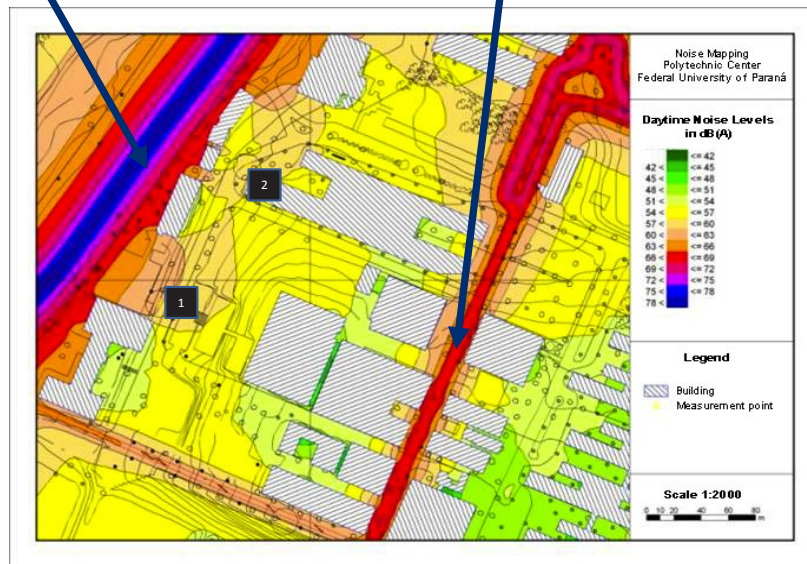 Noise Mapping
Polytechnic Center
Federal University of Paraná
Daytime Noise Levels
in dB(A)
<= 42
42 < <= 45
45 < <= 48
48 < <= 51
51 < <= 54
54 < <= 57
57 < <= 60
60 < <= 63
63 < <= 66
66 < <= 69
69 < <= 72
72 < <= 75
75 < <= 78
78 <
2
1
Legend
Building
Measurement point
Scale 1:2000
0 10 20 40 60 80
m